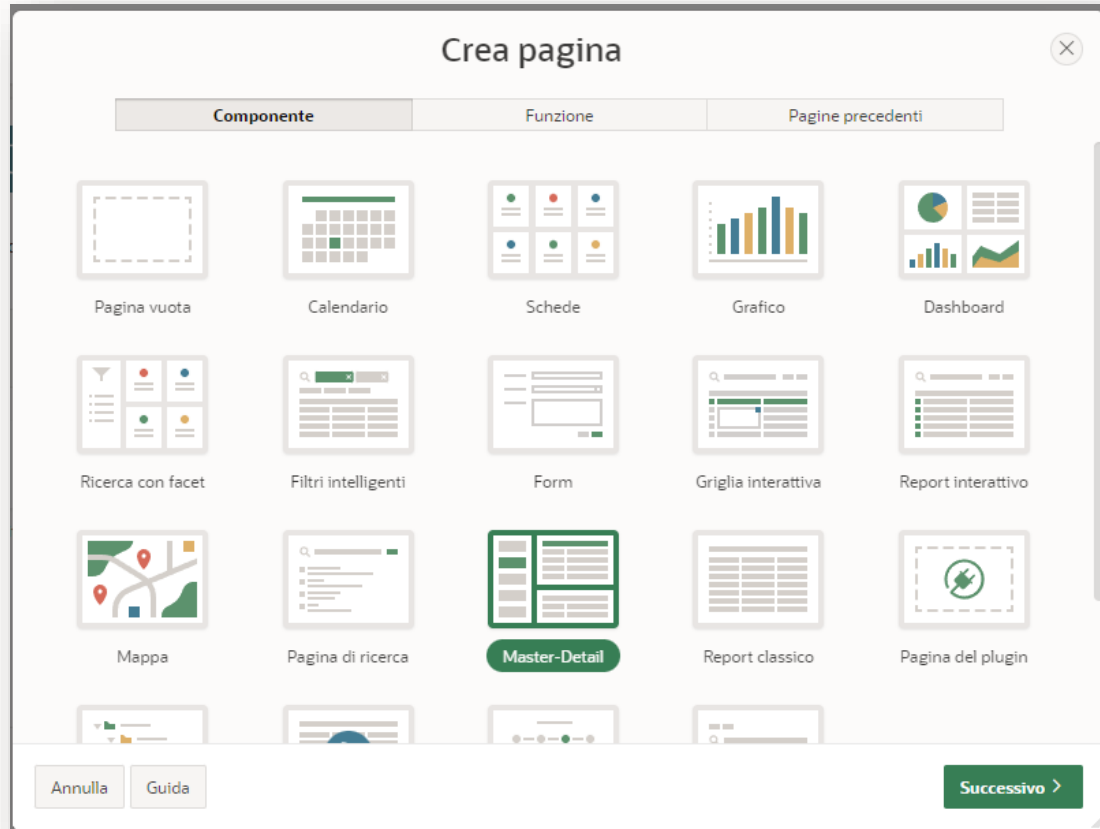 Crea pagina
Componente
Funzione
Pagine precedenti
Pagina vuota
Calendario
Schede
Grafico
Dashboard
Ricerca con facet
Filtri intelligenti
Form
Griglia interattiva
Report interattivo
Mappa
Pagina di ricerca
Master-Detail
Report classico
Pagina del plugin
Annulla
Guida
Successivo